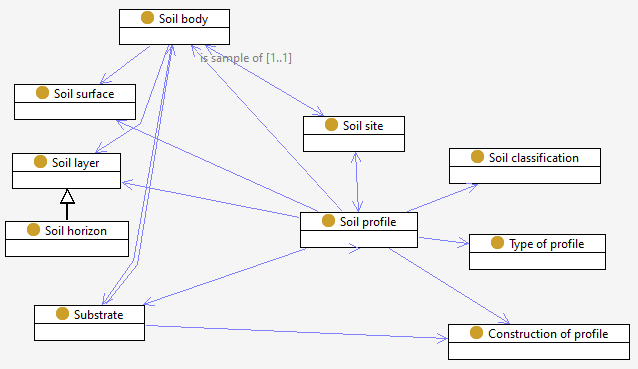 Soil body
is sample of [1..1]
Soil surface
Soil site
Soil layer
Soil classification
Soil profile
Soil horizon
Type of profile
Substrate
Construction of profile